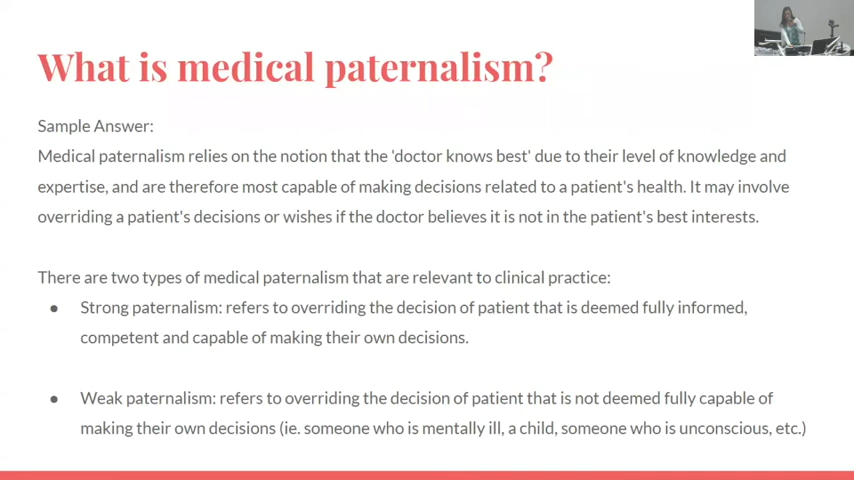 What is medical paternalism?
Sample Answer:
Medical paternalism relies on the notion that the 'doctor knows best' due to their level of knowledge and
expertise, and are therefore most capable of making decisions related to a patient's health. It may involve
overriding a patient's decisions or wishes if the doctor believes it is not in the patient's best interests.
There are two types of medical paternalism that are relevant to clinical practice:
● Strong paternalism: refers to overriding the decision of patient that is deemed fully informed,
competent and capable of making their own decisions.
● Weak paternalism: refers to overriding the decision of patient that is not deemed fully capable of
making their own decisions (ie. someone who is mentally ill, a child, someone who is unconscious, etc.)